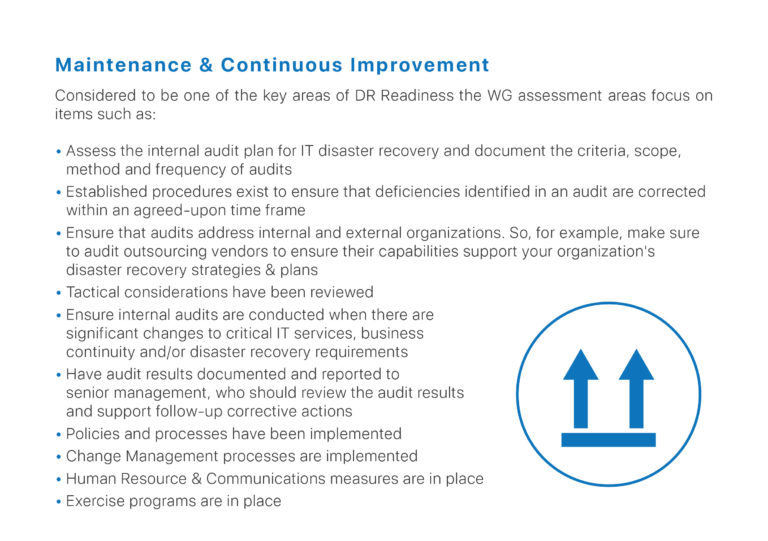 Maintenance & Continuous Improvement
Considered to be one of the key areas of DR Readiness the WG assessment areas focus on
items such as:
• Assess the internal audit plan for IT disaster recovery and document the criteria, scope,
method and frequency of audits
• Established procedures exist to ensure that deficiencies identified in an audit are corrected
within an agreed-upon time frame
• Ensure that audits address internal and external organizations. So, for example, make sure
to audit outsourcing vendors to ensure their capabilities support your organization's
disaster recovery strategies & plans
• Tactical considerations have been reviewed
• Ensure internal audits are conducted when there are
significant changes to critical IT services, business
continuity and/or disaster recovery requirements
• Have audit results documented and reported to
senior management, who should review the audit results
and support follow-up corrective actions
• Policies and processes have been implemented
• Change Management processes are implemented
• Human Resource & Communications measures are in place
• Exercise programs are in place